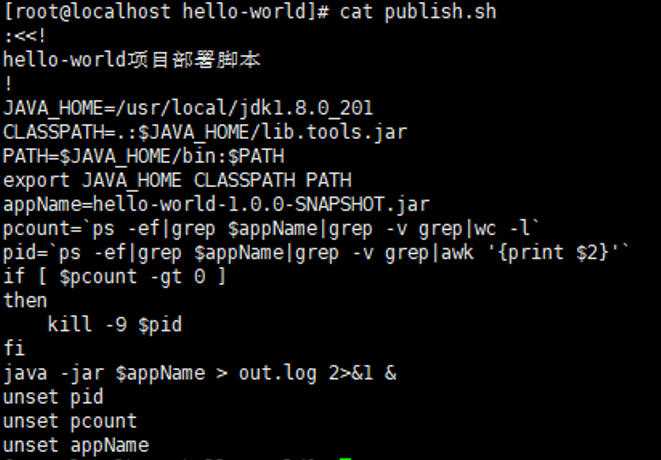 [root@localhost hello-world]# cat publish.sh
:<<!
hello-world项目部署脚本
!
JAVA_HOME=/usr/local/jdk1.8.0_201
CLASSPATH=.:$JAVA_HOME/lib.tools.jar
PATH=$JAVA_HOME/bin:$PATH
export JAVA_HOME CLASSPATH PATH
appName=hello-world-1.0.0-SNAPSHOT.jar
pcount=`ps -ef|grep $appName|grep -v grep|wc -l`
pid=`ps -ef|grep $appName|grep -v grep|awk '{print $2}'`
if [ $pcount -gt 0 ]
then
    kill -9 $pid
fi
java -jar $appName > out.log 2>&1 &
unset pid
unset pcount
unset appName